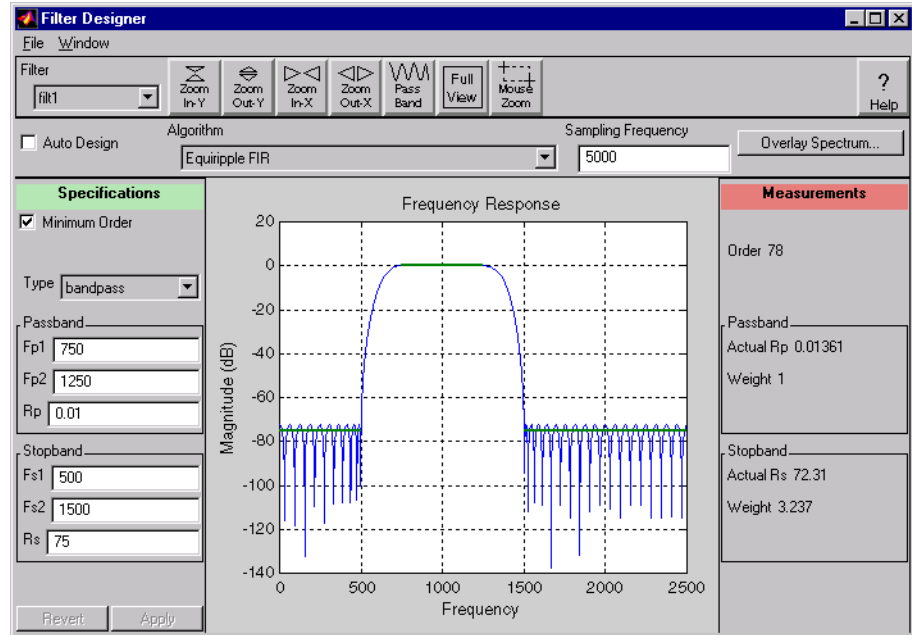 Filter Designer
File Window
Filter
filt1
Zoom In-Y
Zoom Out-Y
Zoom In-X
Zoom Out-X
Pass Band
Full View
Mouse Zoom
? Help
Auto Design
Algorithm
Equiripple FIR
Sampling Frequency
5000
Overlay Spectrum...
Specifications
Minimum Order
Type bandpass
Passband
Fp1 750
Fp2 1250
Rp 0.01
Stopband
Fs1 500
Fs2 1500
Rs 75
Revert Apply
Frequency Response
Magnitude (dB)
20
0
-20
-40
-60
-80
-100
-120
-140
0 500 1000 1500 2000 2500
Frequency
Measurements
Order 78
Passband
Actual Rp 0.01361
Weight 1
Stopband
Actual Rs 72.31
Weight 3.237